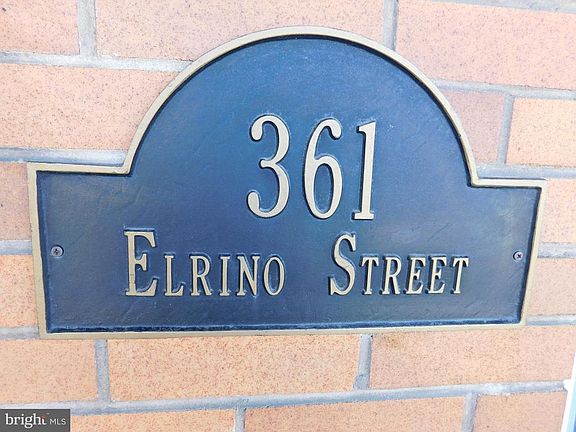 361
ELRINO STREET
bright MLS